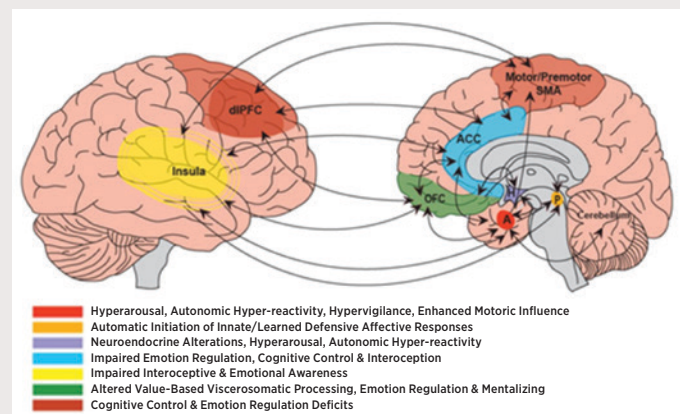 dlPFC
Insula
Motor/Premotor
SMA
ACC
OFC
H
P
A
Cerebellum
Hyperarousal, Autonomic Hyper-reactivity, Hypervigilance, Enhanced Motoric Influence
Automatic Initiation of Innate/Learned Defensive Affective Responses
Neuroendocrine Alterations, Hyperarousal, Autonomic Hyper-reactivity
Impaired Emotion Regulation, Cognitive Control & Interoception
Impaired Interoceptive & Emotional Awareness
Altered Value-Based Viscerosomatic Processing, Emotion Regulation & Mentalizing
Cognitive Control & Emotion Regulation Deficits